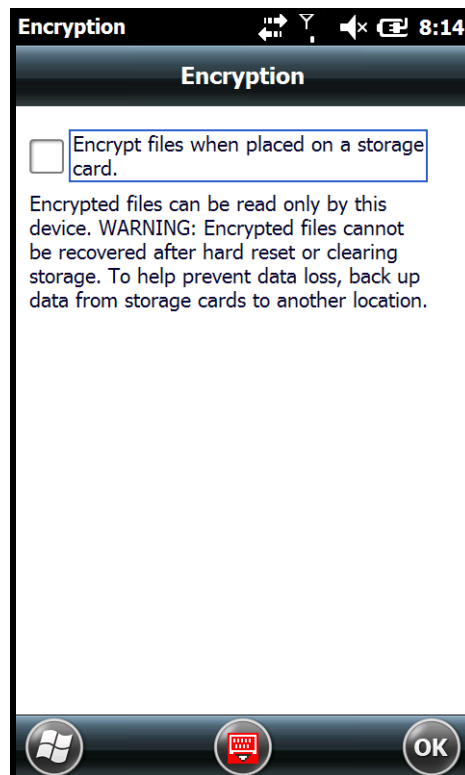 Encryption 8:14
Encryption
Encrypt files when placed on a storage
card.
Encrypted files can be read only by this
device. WARNING: Encrypted files cannot
be recovered after hard reset or clearing
storage. To help prevent data loss, back up
data from storage cards to another location.
OK